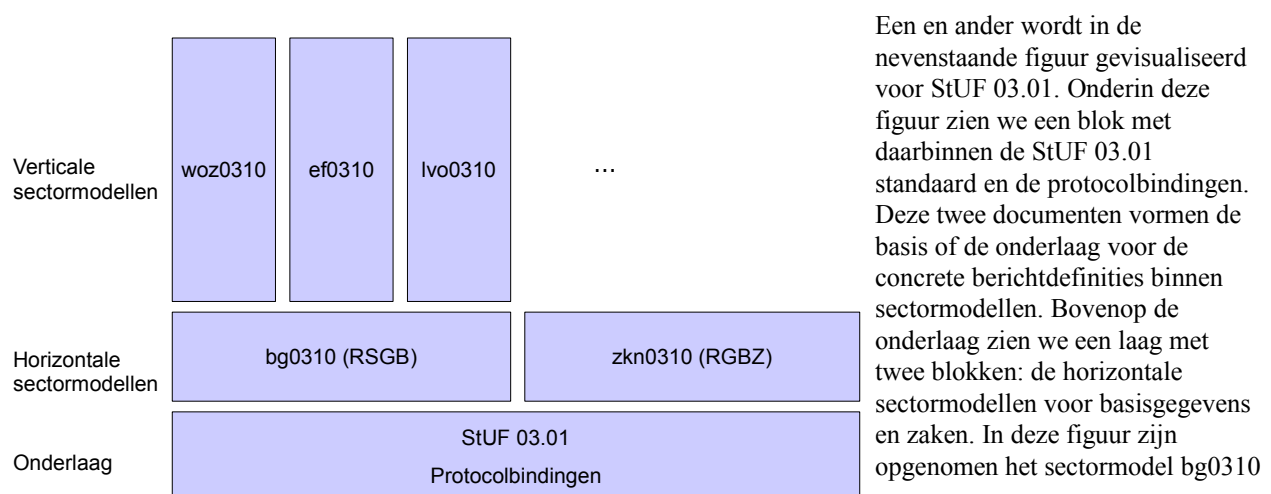 Verticale
sectormodellen
woz0310
ef0310
lvo0310
...
Horizontale
sectormodellen
bg0310 (RSGB)
zkn0310 (RGBZ)
Onderlaag
StUF 03.01
Protocolbindingen
Een en ander wordt in de
nevenstaande figuur gevisualiseerd
voor StUF 03.01. Onderin deze
figuur zien we een blok met
daarbinnen de StUF 03.01
standaard en de protocolbindingen.
Deze twee documenten vormen de
basis of de onderlaag voor de
concrete berichtdefinities binnen
sectormodellen. Bovenop de
onderlaag zien we een laag met
twee blokken: de horizontale
sectormodellen voor basisgegevens
en zaken. In deze figuur zijn
opgenomen het sectormodel bg0310